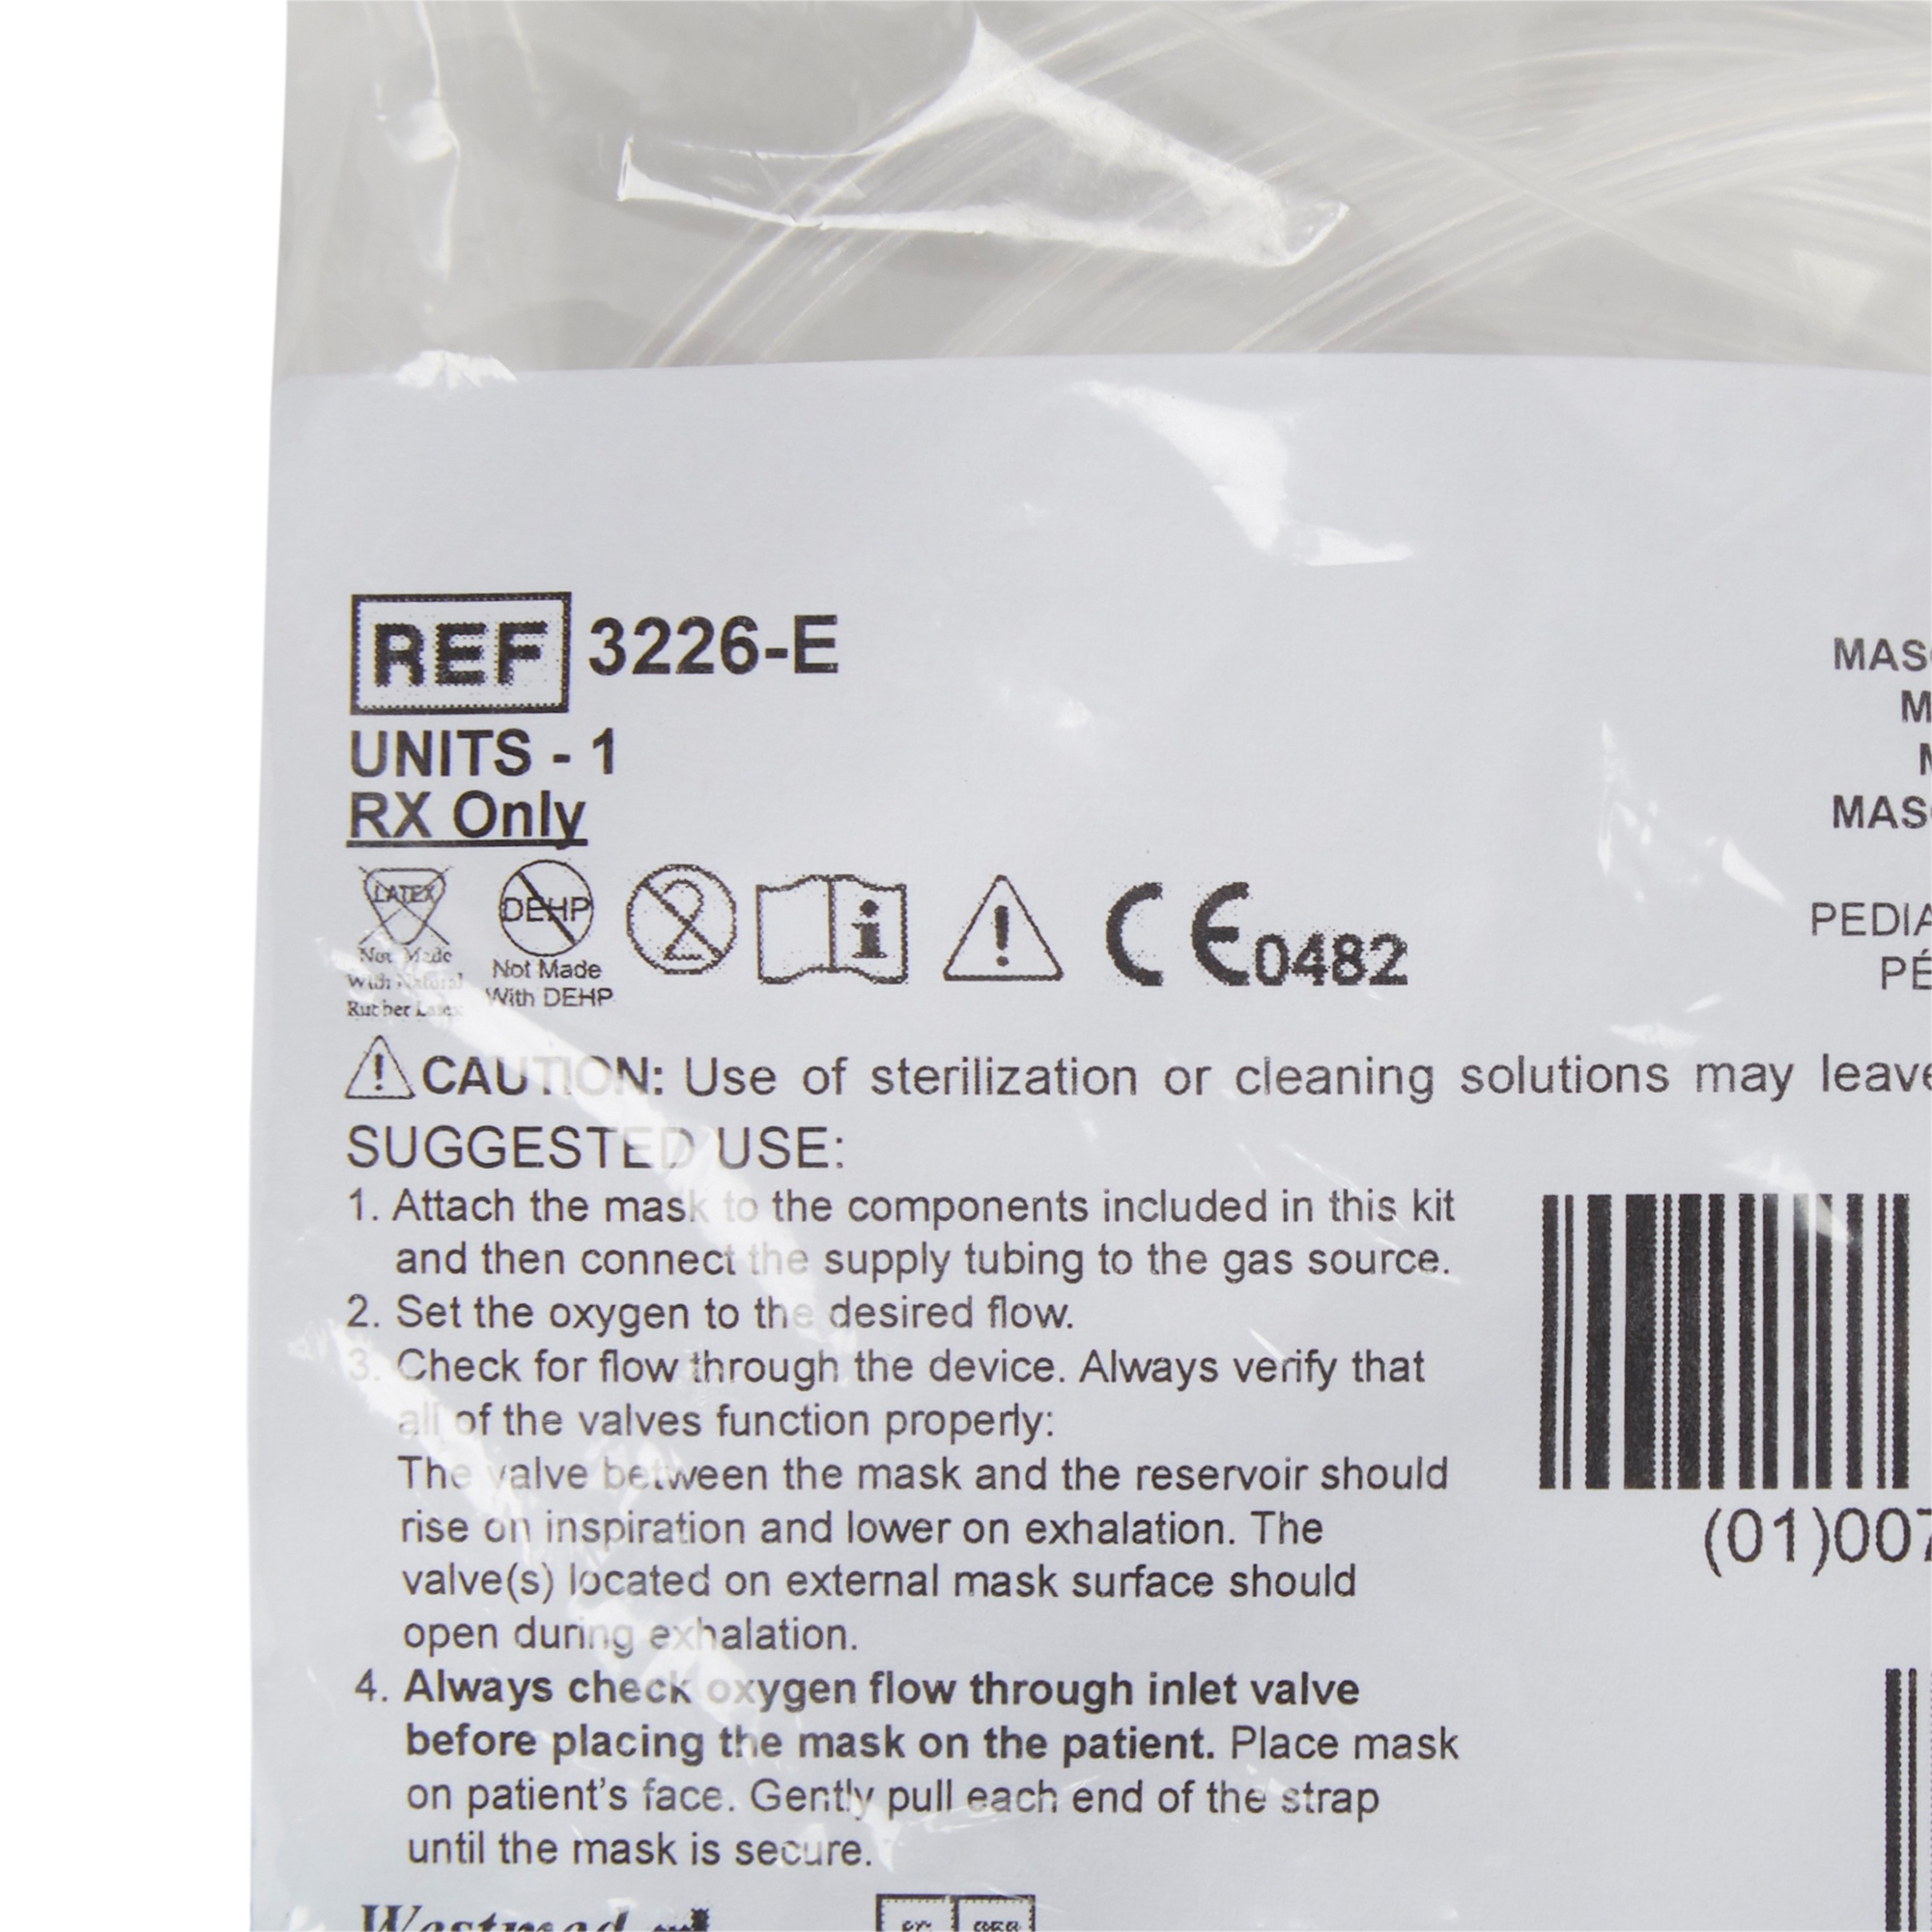 REF 3226-E
UNITS - 1
RX Only
LATEX
Not Made
With Natural
Rubber Latex
DEHP
Not Made
With DEHP
2
i
!
CE0482
MAS
M
MAS
PEDIA
PÉ
! CAUTION: Use of sterilization or cleaning solutions may leave
SUGGESTED USE:
1. Attach the mask to the components included in this kit
and then connect the supply tubing to the gas source.
2. Set the oxygen to the desired flow.
3. Check for flow through the device. Always verify that
all of the valves function properly:
The valve between the mask and the reservoir should
rise on inspiration and lower on exhalation. The
valve(s) located on external mask surface should
open during exhalation.
4. Always check oxygen flow through inlet valve
before placing the mask on the patient. Place mask
on patient's face. Gently pull each end of the strap
until the mask is secure.
(01)007
Westmed